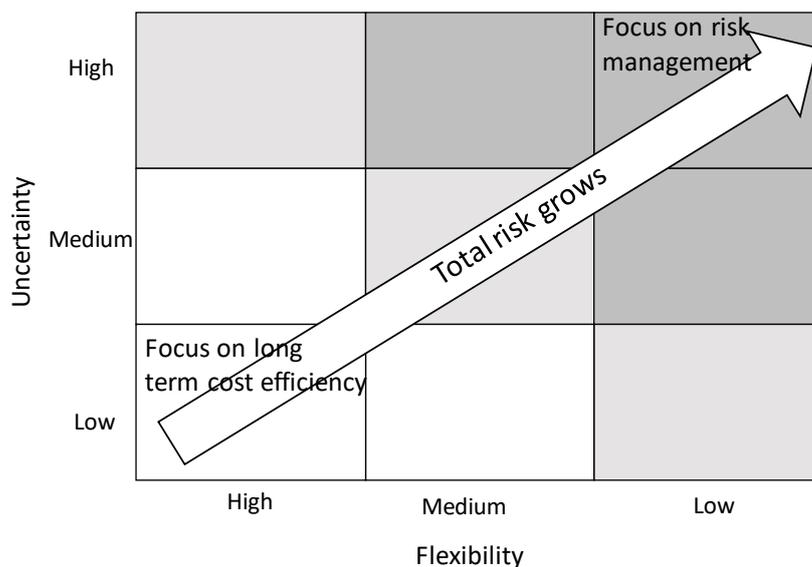 Focus on risk
management
High
Total risk grows
Medium
Uncertainty
Focus on long
term cost efficiency
Low
High
Medium
Low
Flexibility